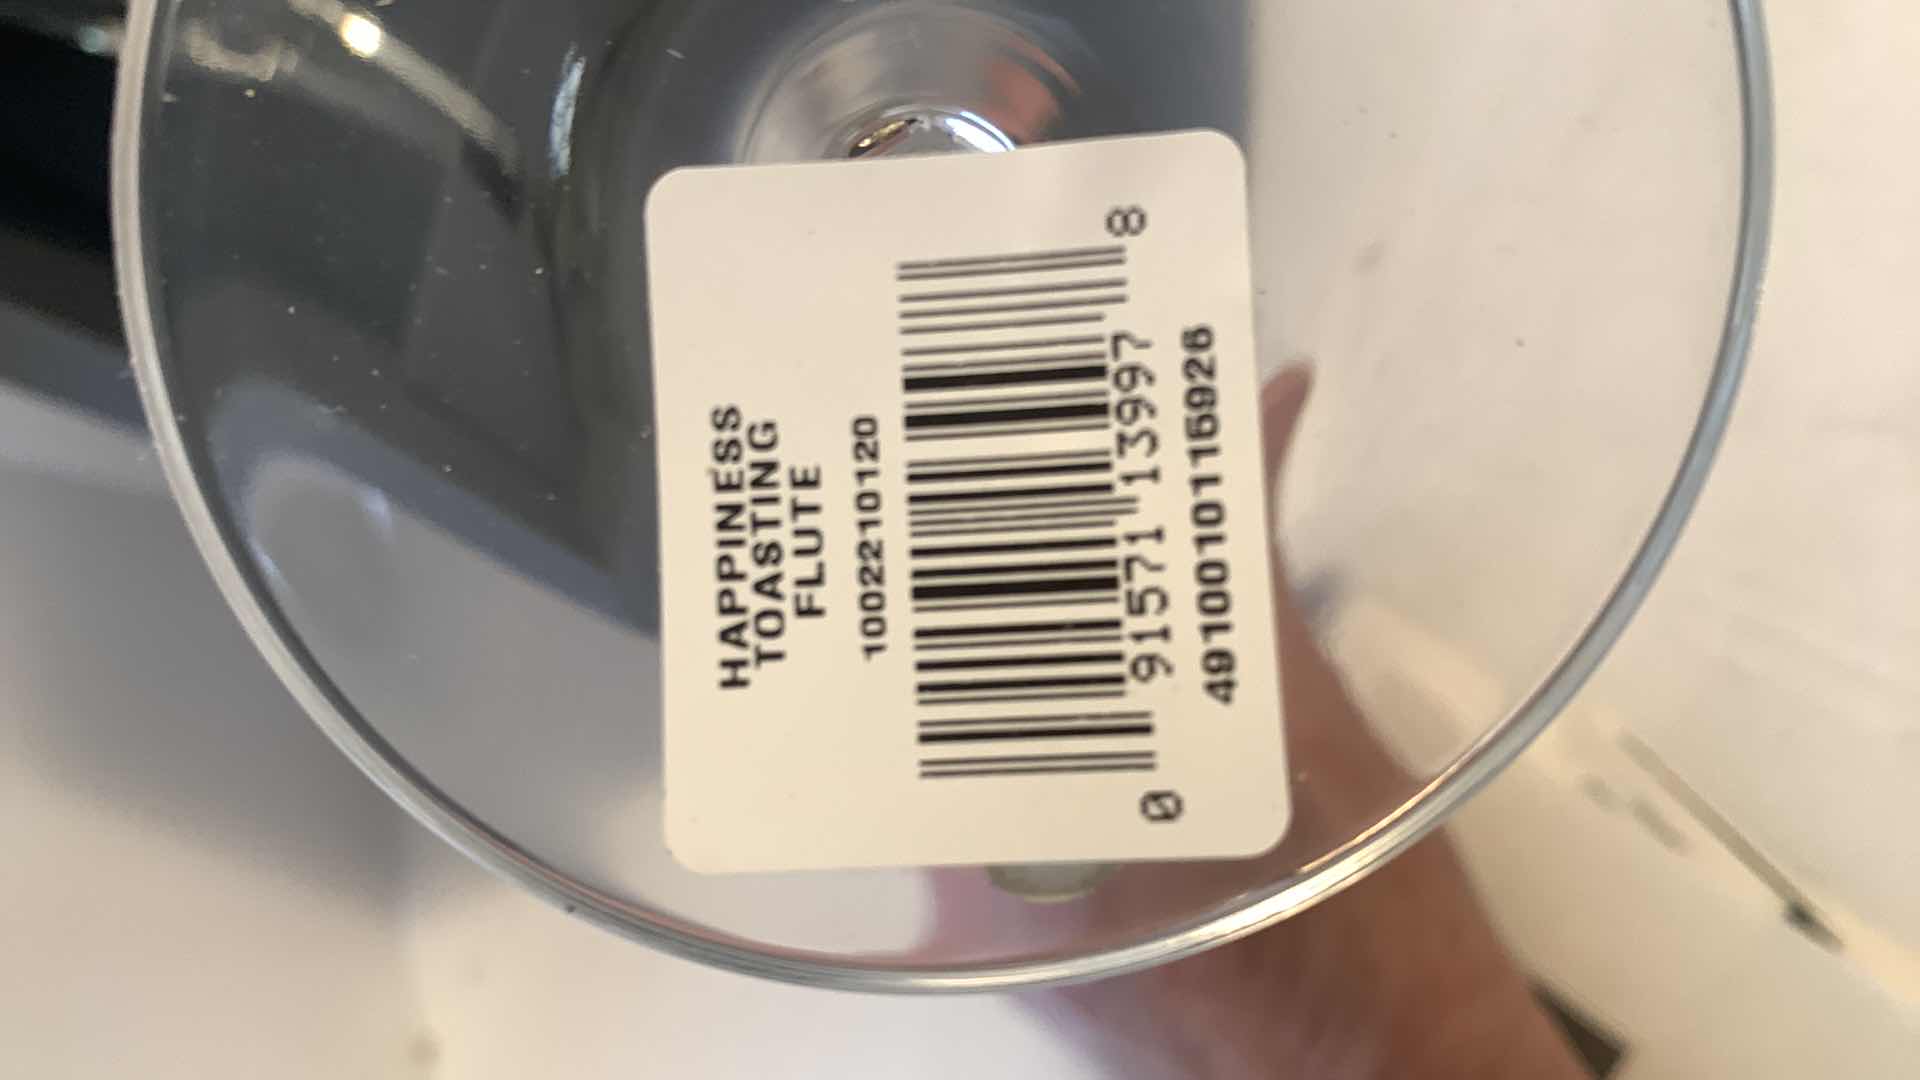 HAPPINESS
TOASTING
FLUTE
1002210120
0 91571 13997 8
4910010115926